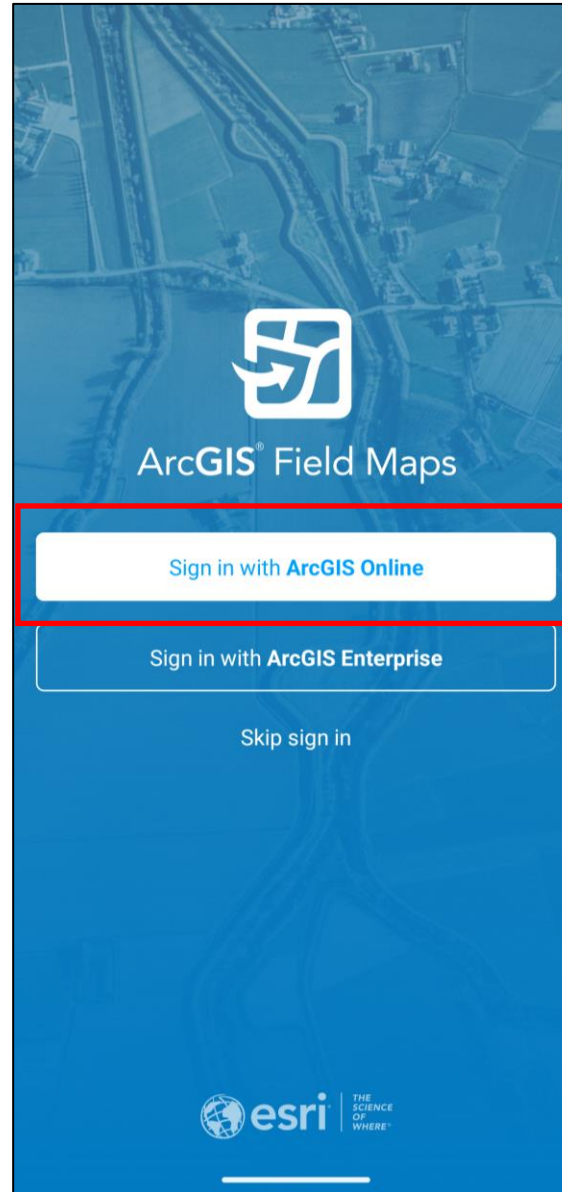 ArcGIS® Field Maps
Sign in with ArcGIS Online
Sign in with ArcGIS Enterprise
Skip sign in
esri
THE
SCIENCE
OF
WHERE™